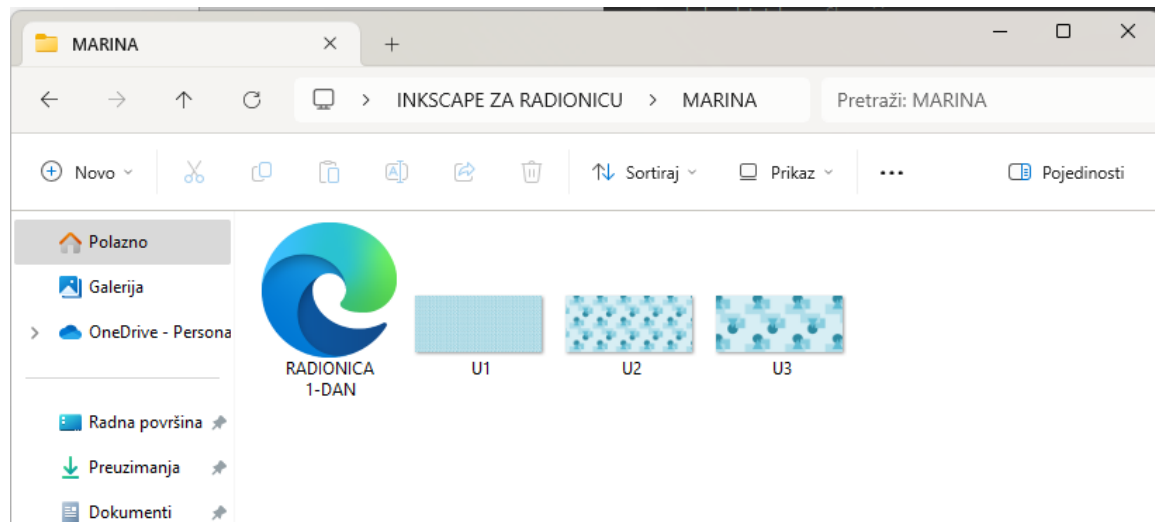 MARINA
INKSCAPE ZA RADIONICU > MARINA
Pretraži: MARINA
Novo
Sortiraj
Prikaz
Pojedinosti
Polazno
Galerija
OneDrive - Persona
Radna površina
Preuzimanja
Dokumenti
RADIONICA
1-DAN
U1
U2
U3